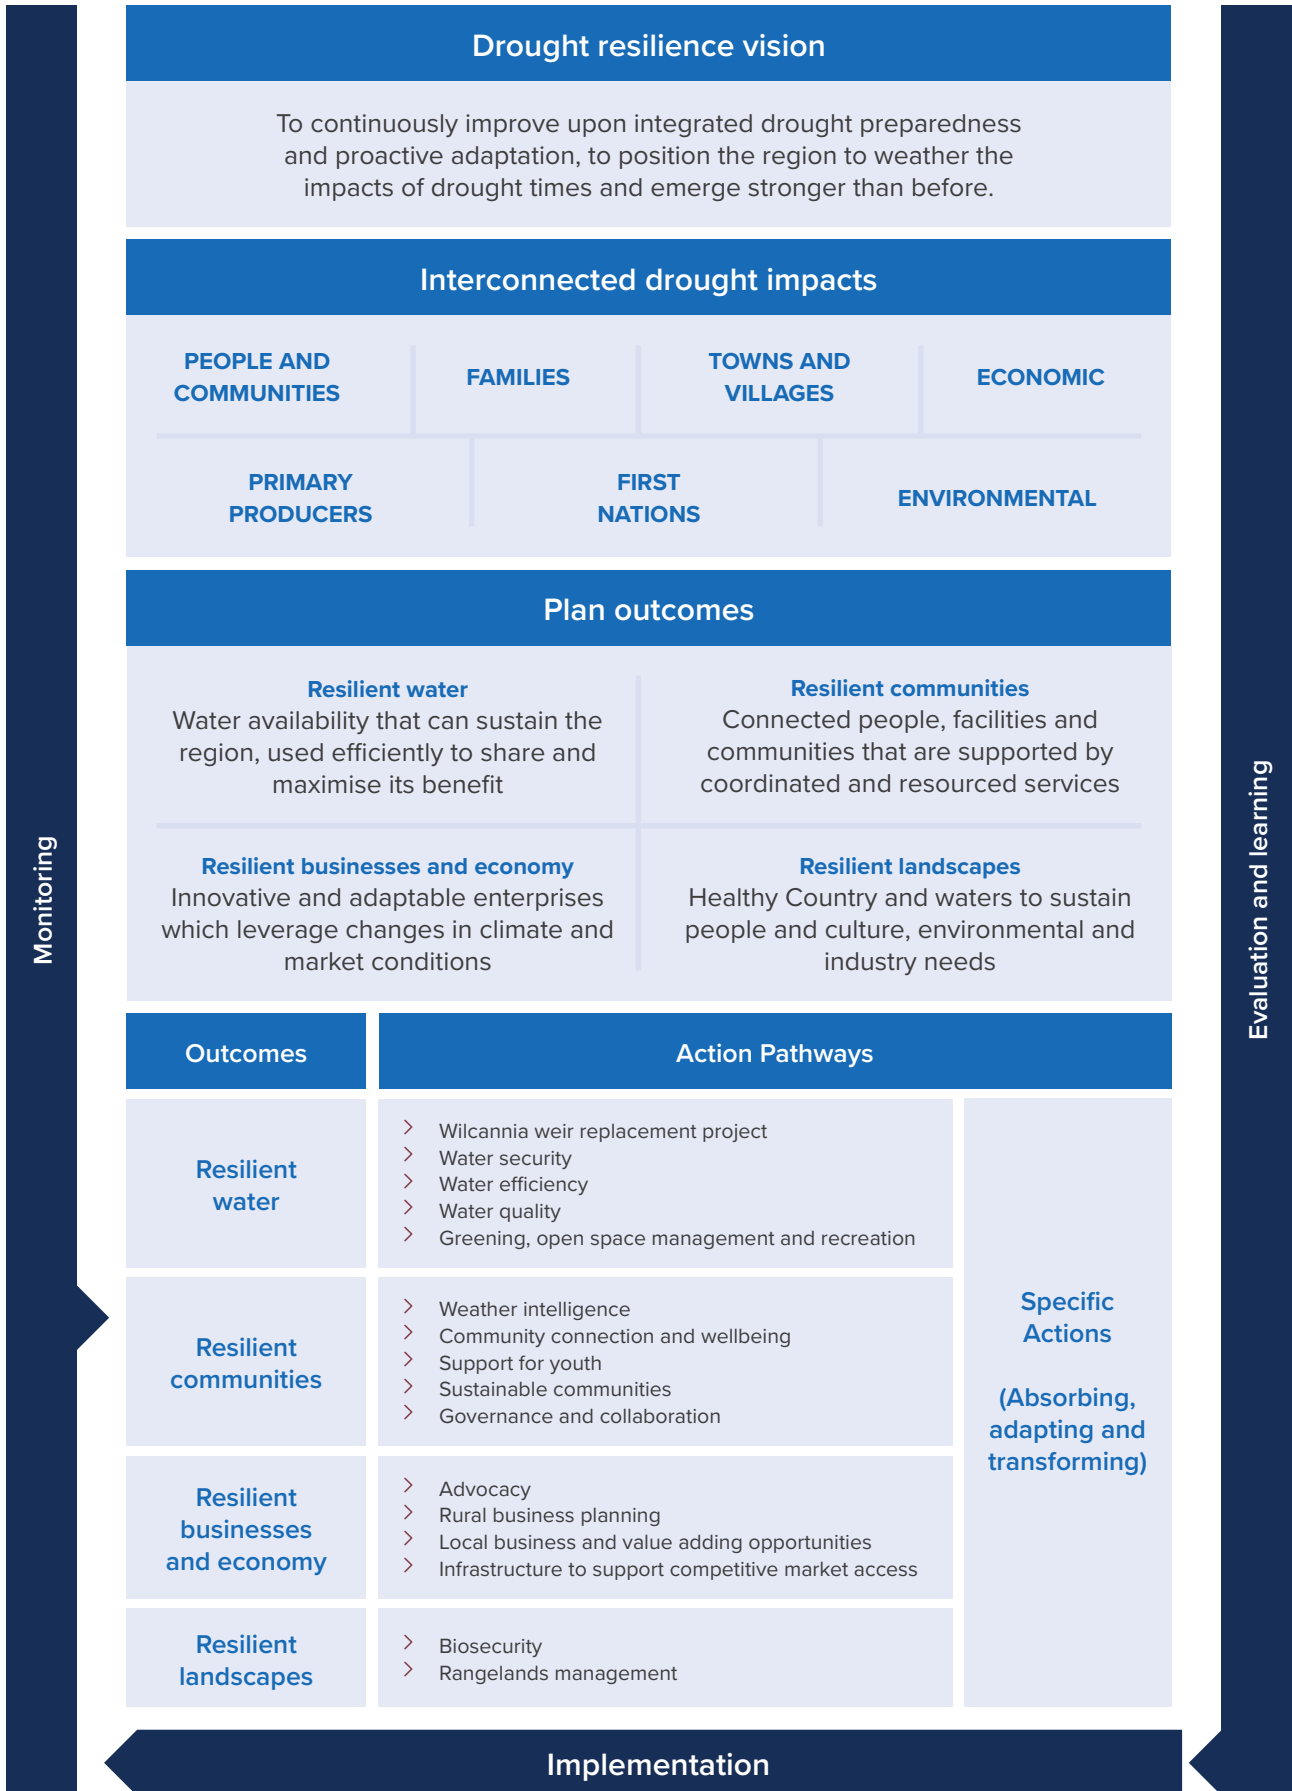 Drought resilience vision
To continuously improve upon integrated drought preparedness
and proactive adaptation, to position the region to weather the
impacts of drought times and emerge stronger than before.
Interconnected drought impacts
PEOPLE AND
COMMUNITIES
FAMILIES
TOWNS AND
VILLAGES
ECONOMIC
PRIMARY
PRODUCERS
FIRST
NATIONS
ENVIRONMENTAL
Plan outcomes
Resilient water
Water availability that can sustain the
region, used efficiently to share and
maximise its benefit
Resilient communities
Connected people, facilities and
communities that are supported by
coordinated and resourced services
Resilient businesses and economy
Innovative and adaptable enterprises
which leverage changes in climate and
market conditions
Resilient landscapes
Healthy Country and waters to sustain
people and culture, environmental and
industry needs
Monitoring
Evaluation and learning
Outcomes
Action Pathways
Resilient
water
Wilcannia weir replacement project
Water security
Water efficiency
Water quality
Greening, open space management and recreation
Resilient
communities
Weather intelligence
Community connection and wellbeing
Support for youth
Sustainable communities
Governance and collaboration
Resilient
businesses
and economy
Advocacy
Rural business planning
Local business and value adding opportunities
Infrastructure to support competitive market access
Resilient
landscapes
Biosecurity
Rangelands management
Specific
Actions
(Absorbing,
adapting and
transforming)
Implementation